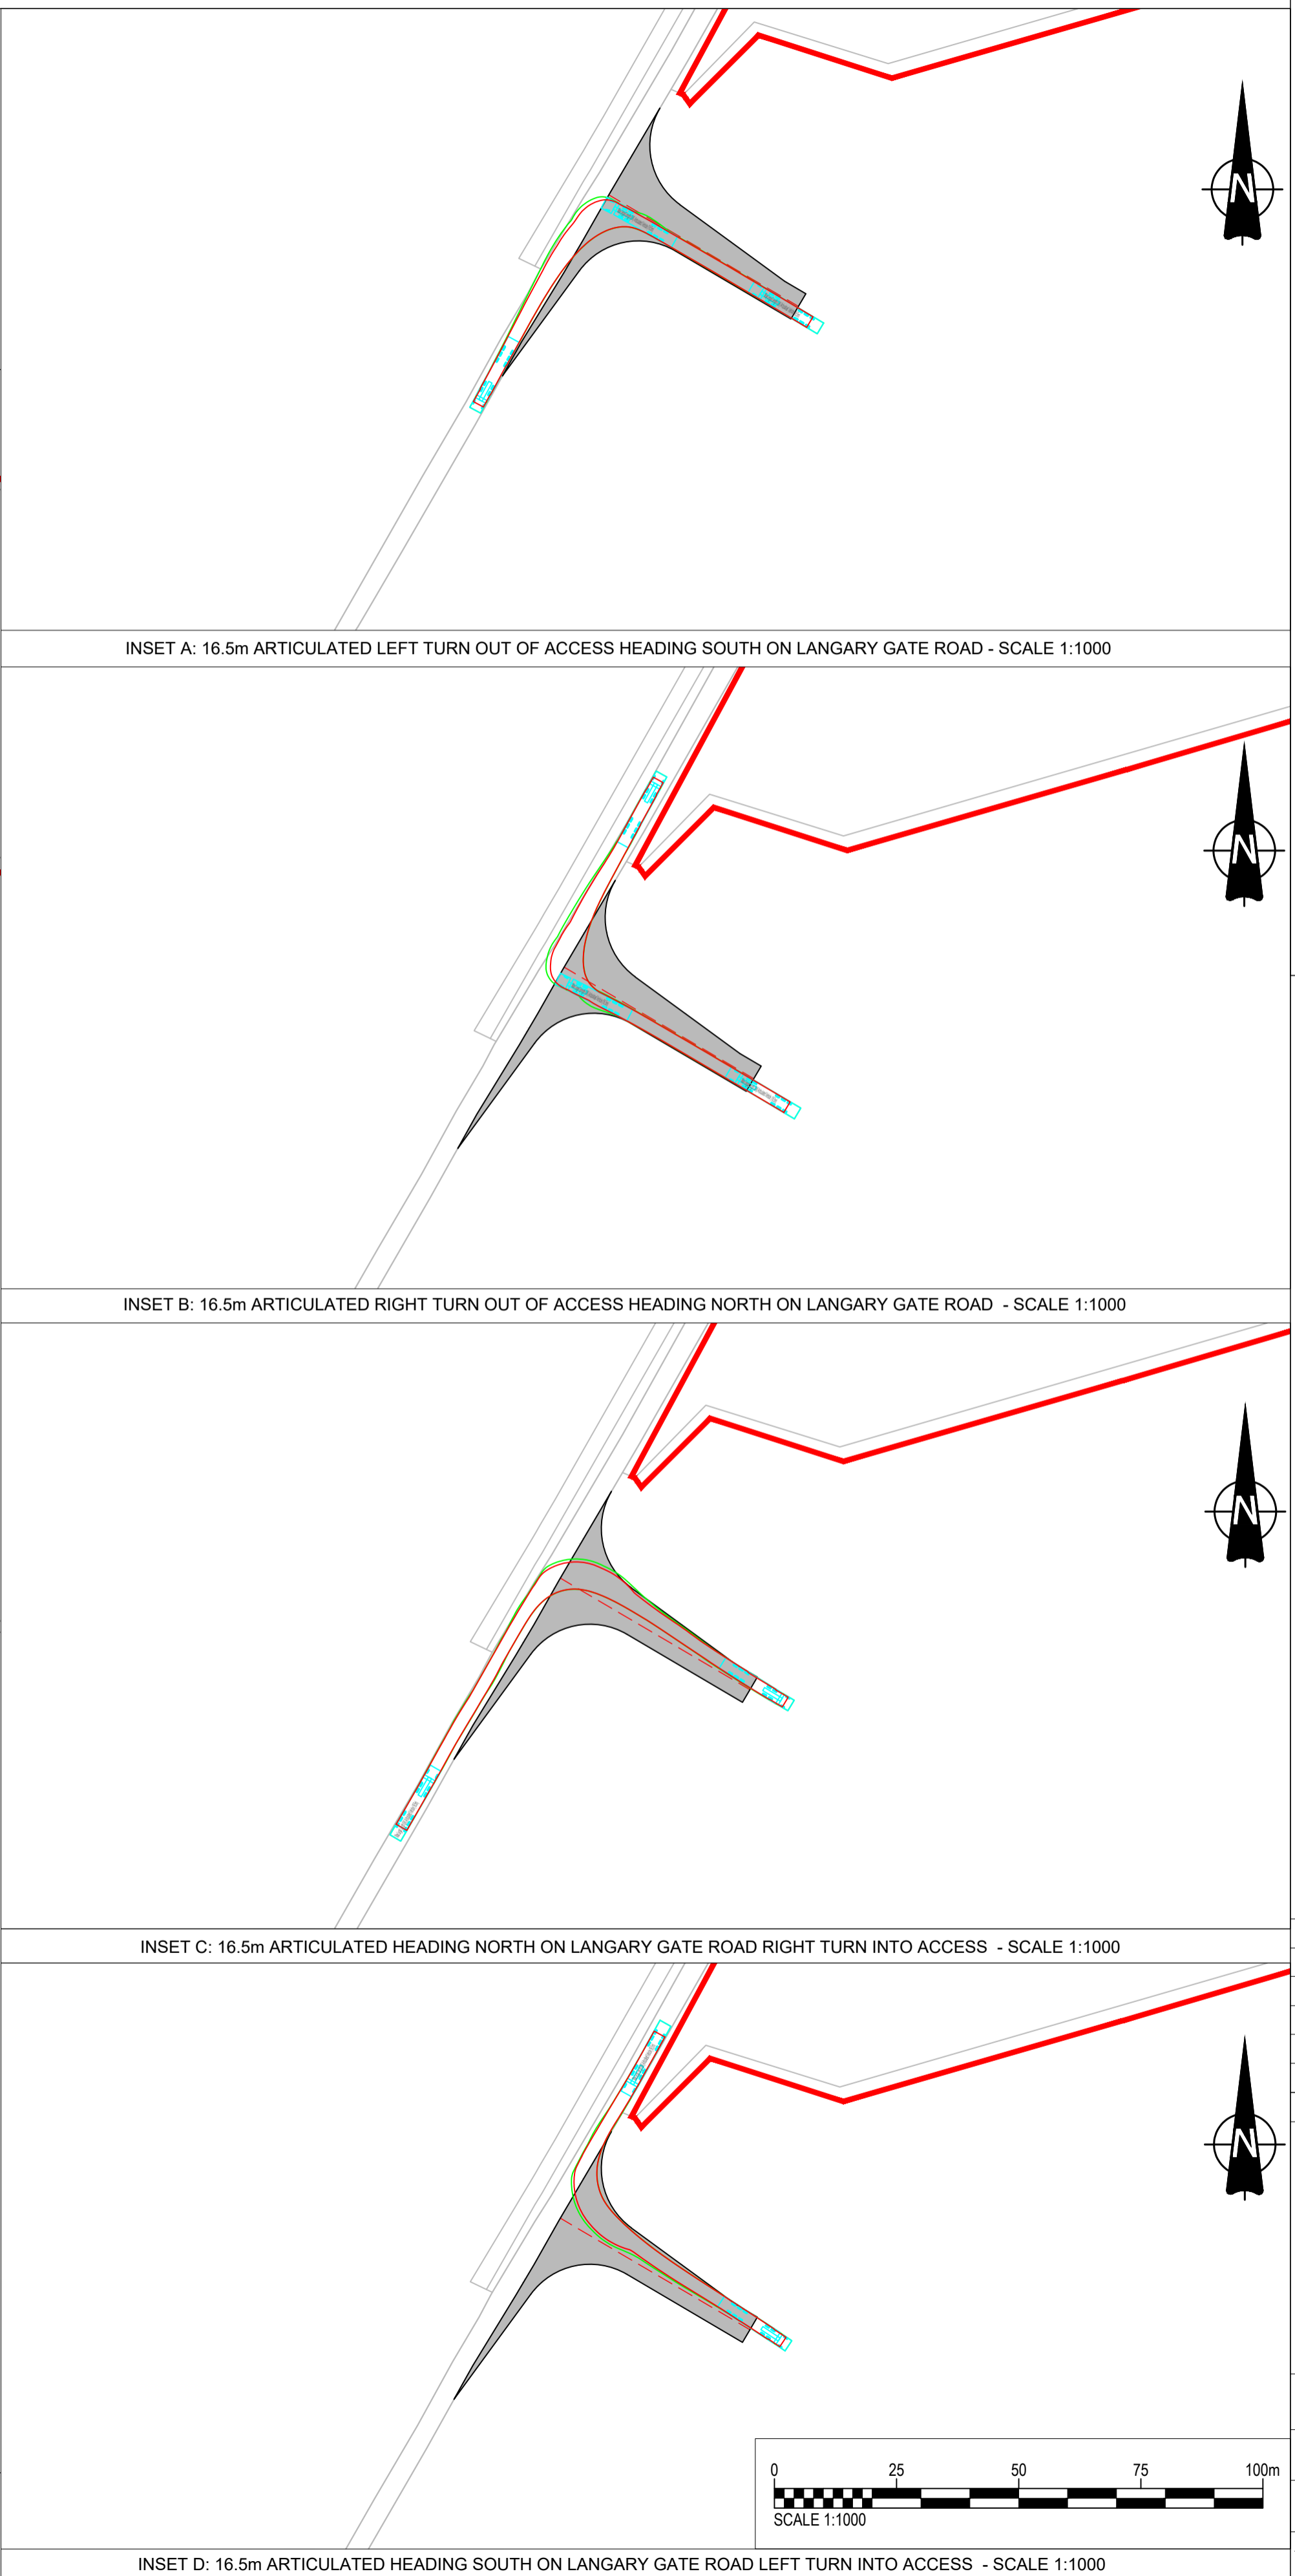 N
INSET A: 16.5m ARTICULATED LEFT TURN OUT OF ACCESS HEADING SOUTH ON LANGARY GATE ROAD - SCALE 1:1000
N
INSET B: 16.5m ARTICULATED RIGHT TURN OUT OF ACCESS HEADING NORTH ON LANGARY GATE ROAD - SCALE 1:1000
N
INSET C: 16.5m ARTICULATED HEADING NORTH ON LANGARY GATE ROAD RIGHT TURN INTO ACCESS - SCALE 1:1000
N
0 25 50 75 100m
SCALE 1:1000
INSET D: 16.5m ARTICULATED HEADING SOUTH ON LANGARY GATE ROAD LEFT TURN INTO ACCESS - SCALE 1:1000